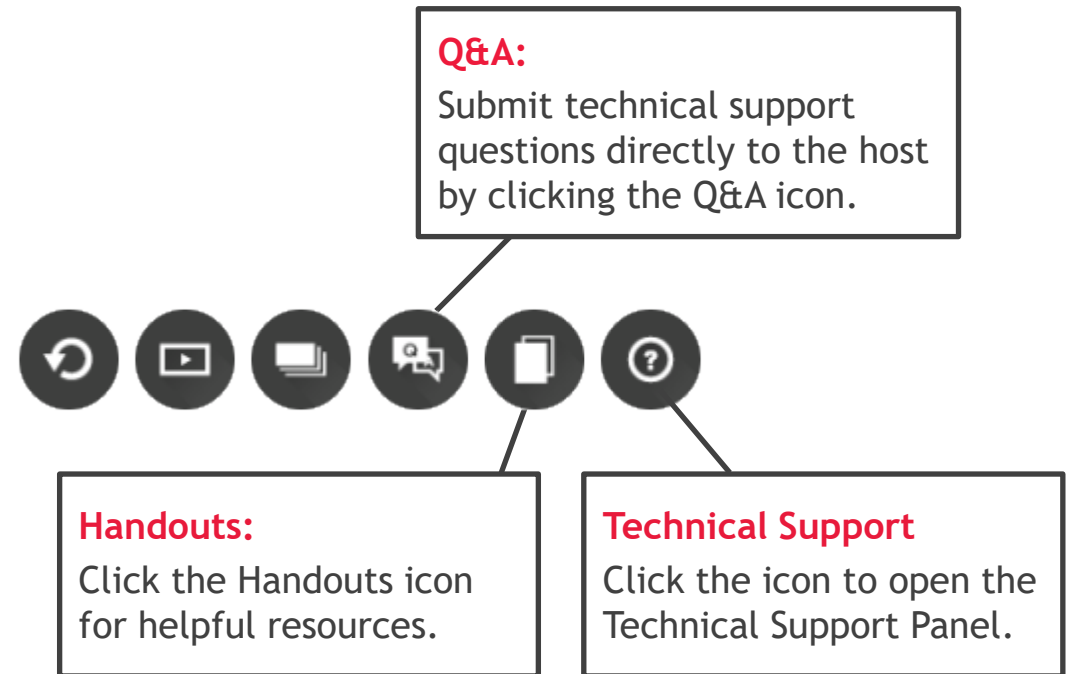 Q&A:
Submit technical support
questions directly to the host
by clicking the Q&A icon.
Q
A
?
Handouts:
Click the Handouts icon
for helpful resources.
Technical Support
Click the icon to open the
Technical Support Panel.